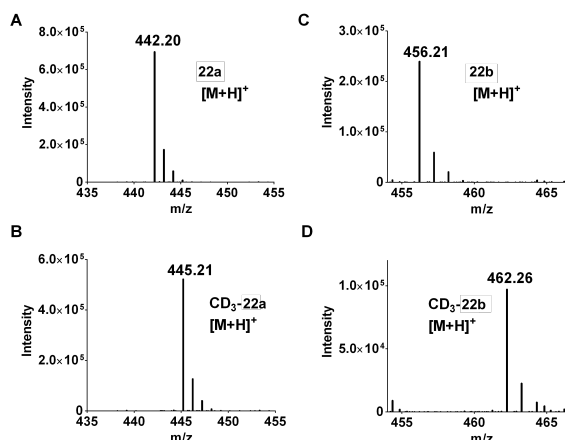 A
8.0×10⁵
442.20
6.0×10⁵
22a
[M+H]⁺
4.0×10⁵
2.0×10⁵
0
Intensity
435 440 445 450 455
m/z
C
3.0×10⁵
456.21
2.0×10⁵
22b
[M+H]⁺
1.0×10⁵
0
Intensity
455 460 465
m/z
B
6.0×10⁵
445.21
4.0×10⁵
CD₃-22a
[M+H]⁺
2.0×10⁵
0
Intensity
435 440 445 450 455
m/z
D
462.26
1.0×10⁵
CD₃-22b
[M+H]⁺
5.0×10⁴
0
Intensity
455 460 465
m/z